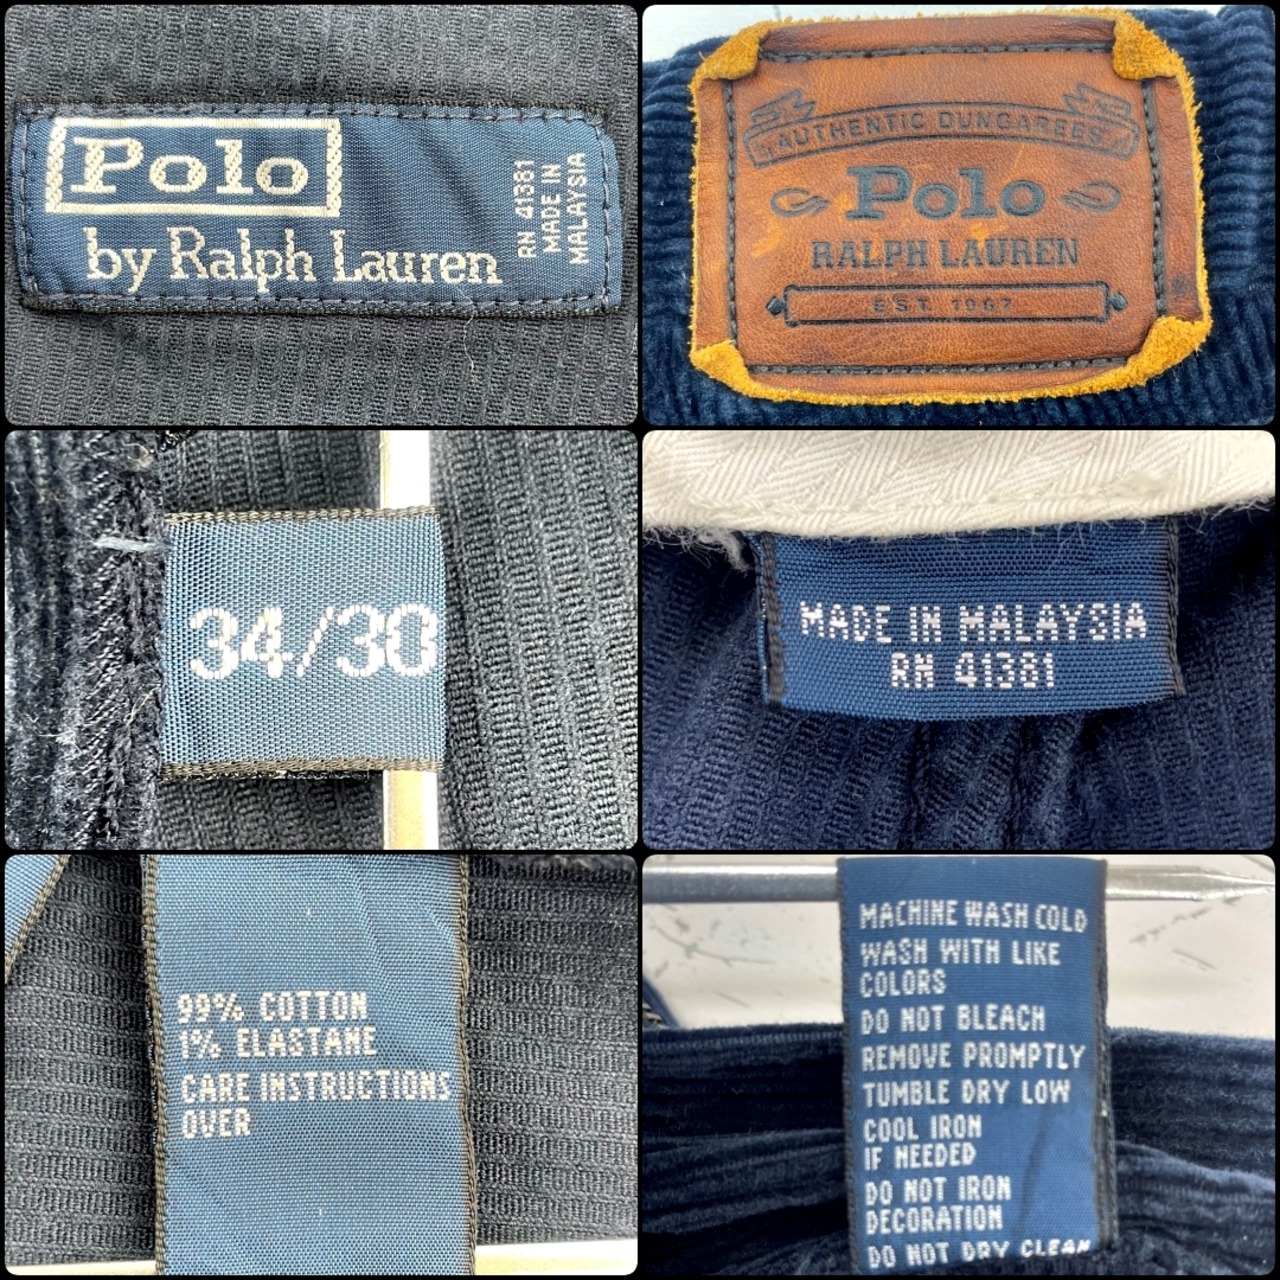 Polo
by Ralph Lauren
RN 41381
MADE IN
MALAYSIA
AUTHENTIC DUNGAREES
Polo
RALPH LAUREN
EST. 1967
34/30
MADE IN MALAYSIA
RN 41381
99% COTTON
1% ELASTANE
CARE INSTRUCTIONS
OVER
MACHINE WASH COLD
WASH WITH LIKE
COLORS
DO NOT BLEACH
REMOVE PROMPTLY
TUMBLE DRY LOW
COOL IRON
IF NEEDED
DO NOT IRON
DECORATION
DO NOT DRY CLEAN